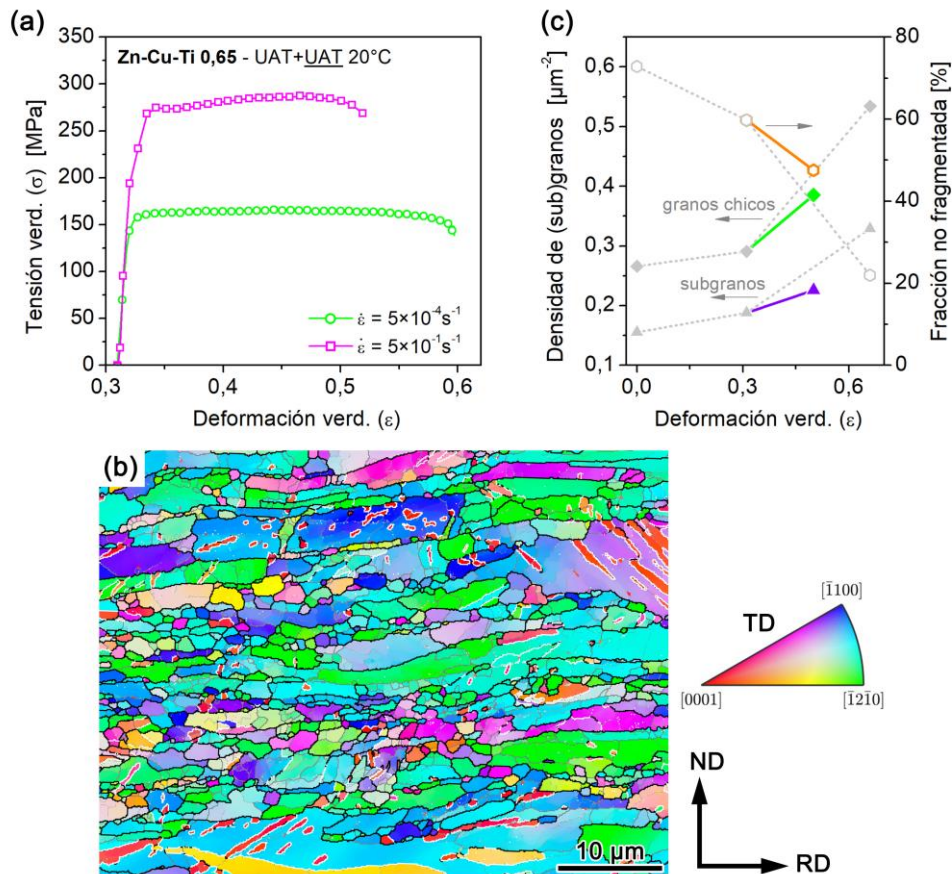 (a)
350
300
250
200
150
100
50
0
Tensión verd. (σ) [MPa]
Zn-Cu-Ti 0,65 - UAT+UAT 20°C
ε̇ = 5×10⁻⁴s⁻¹
ε̇ = 5×10⁻¹s⁻¹
0,3 0,4 0,5 0,6
Deformación verd. (ε)
(c)
0,6
0,5
0,4
0,3
0,2
0,1
Densidad de (sub)granos [µm⁻²]
granos chicos
subgranos
80
60
40
20
0
Fracción no fragmentada [%]
0,0 0,3 0,6
Deformación verd. (ε)
(b)
10 µm
TD
[1̄100]
[0001]
[1̄21̄0]
ND
RD